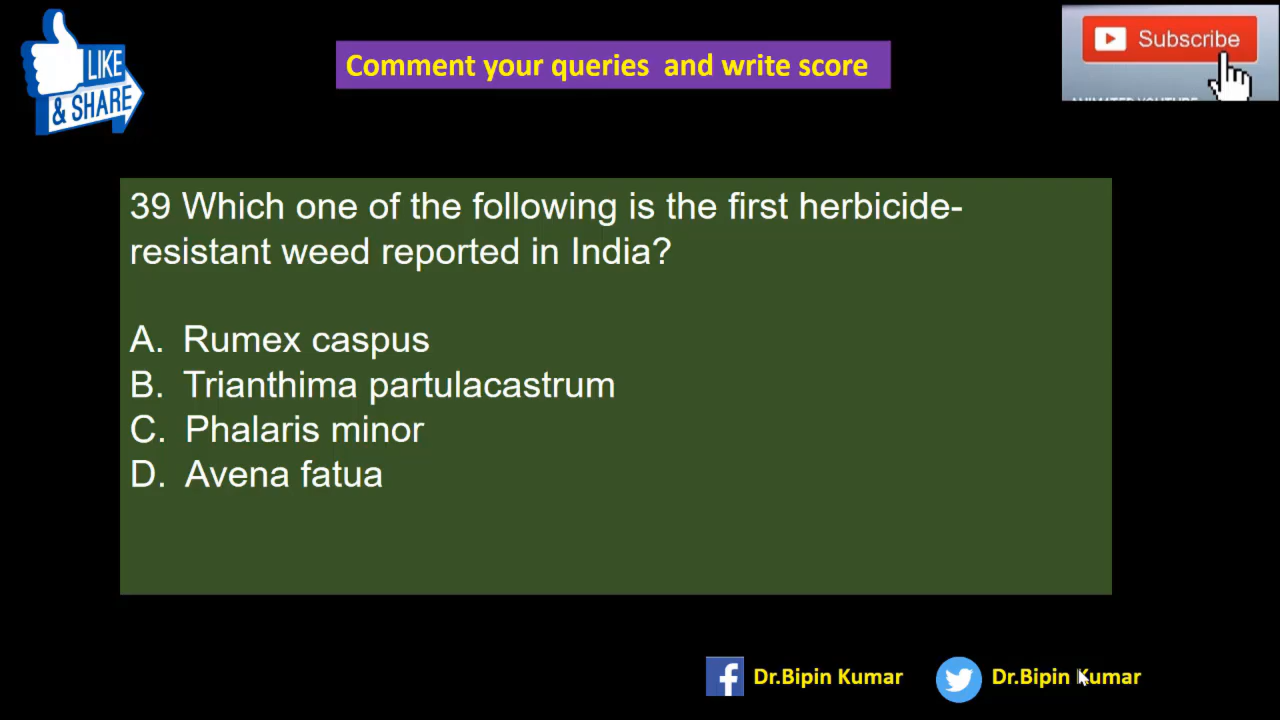 LIKE
& SHARE
Comment your queries and write score
Subscribe
39 Which one of the following is the first herbicide-
resistant weed reported in India?
A. Rumex caspus
B. Trianthima partulacastrum
C. Phalaris minor
D. Avena fatua
Dr.Bipin Kumar
Dr.Bipin Kumar